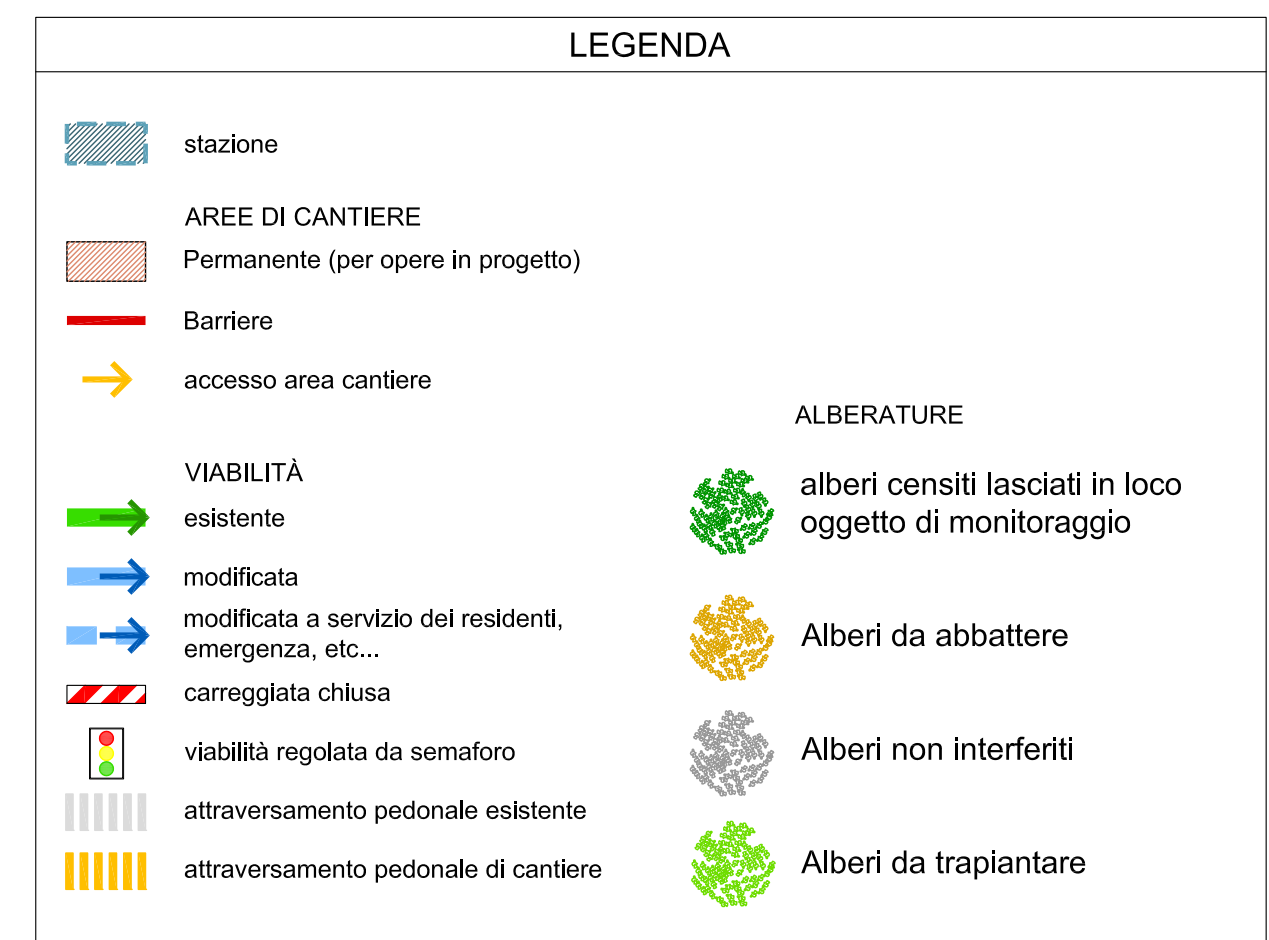 LEGENDA
stazione
AREE DI CANTIERE
Permanente (per opere in progetto)
Barriere
accesso area cantiere
VIABILITÀ
esistente
modificata
modificata a servizio dei residenti,
emergenza, etc...
carreggiata chiusa
viabilità regolata da semaforo
attraversamento pedonale esistente
attraversamento pedonale di cantiere
ALBERATURE
alberi censiti lasciati in loco
oggetto di monitoraggio
Alberi da abbattere
Alberi non interferiti
Alberi da trapiantare